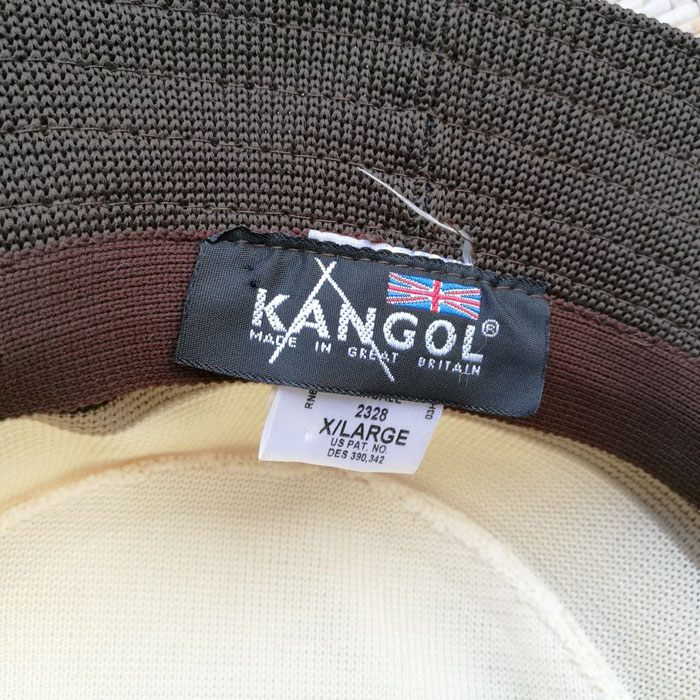 KANGOL®
MADE IN GREAT BRITAIN
2328
X/LARGE
US PAT. NO.
DES 390,342